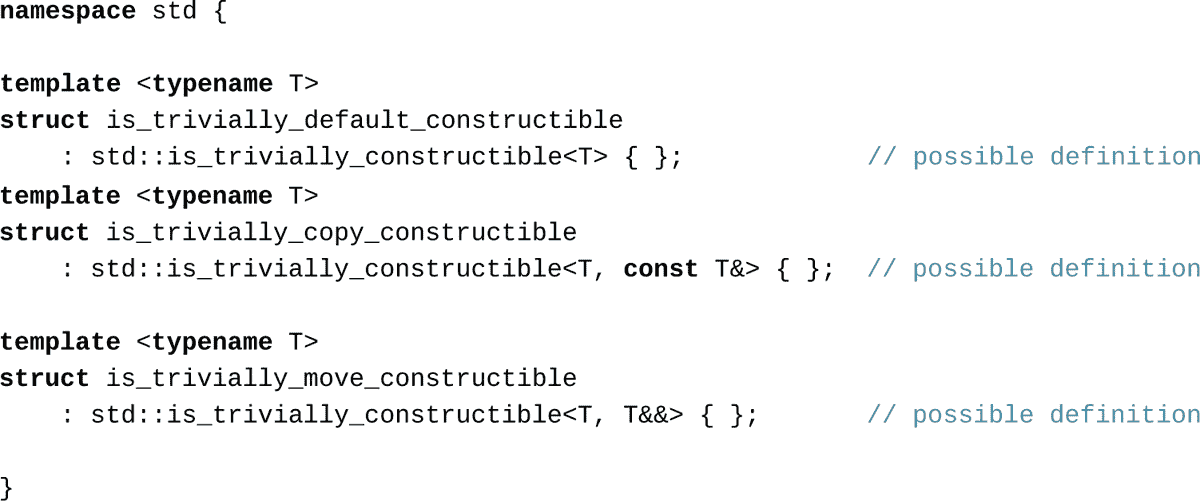 namespace std {
template <typename T>
struct is_trivially_default_constructible
    : std::is_trivially_constructible<T> { };            // possible definition
template <typename T>
struct is_trivially_copy_constructible
    : std::is_trivially_constructible<T, const T&> { };  // possible definition
template <typename T>
struct is_trivially_move_constructible
    : std::is_trivially_constructible<T, T&&> { };       // possible definition
}